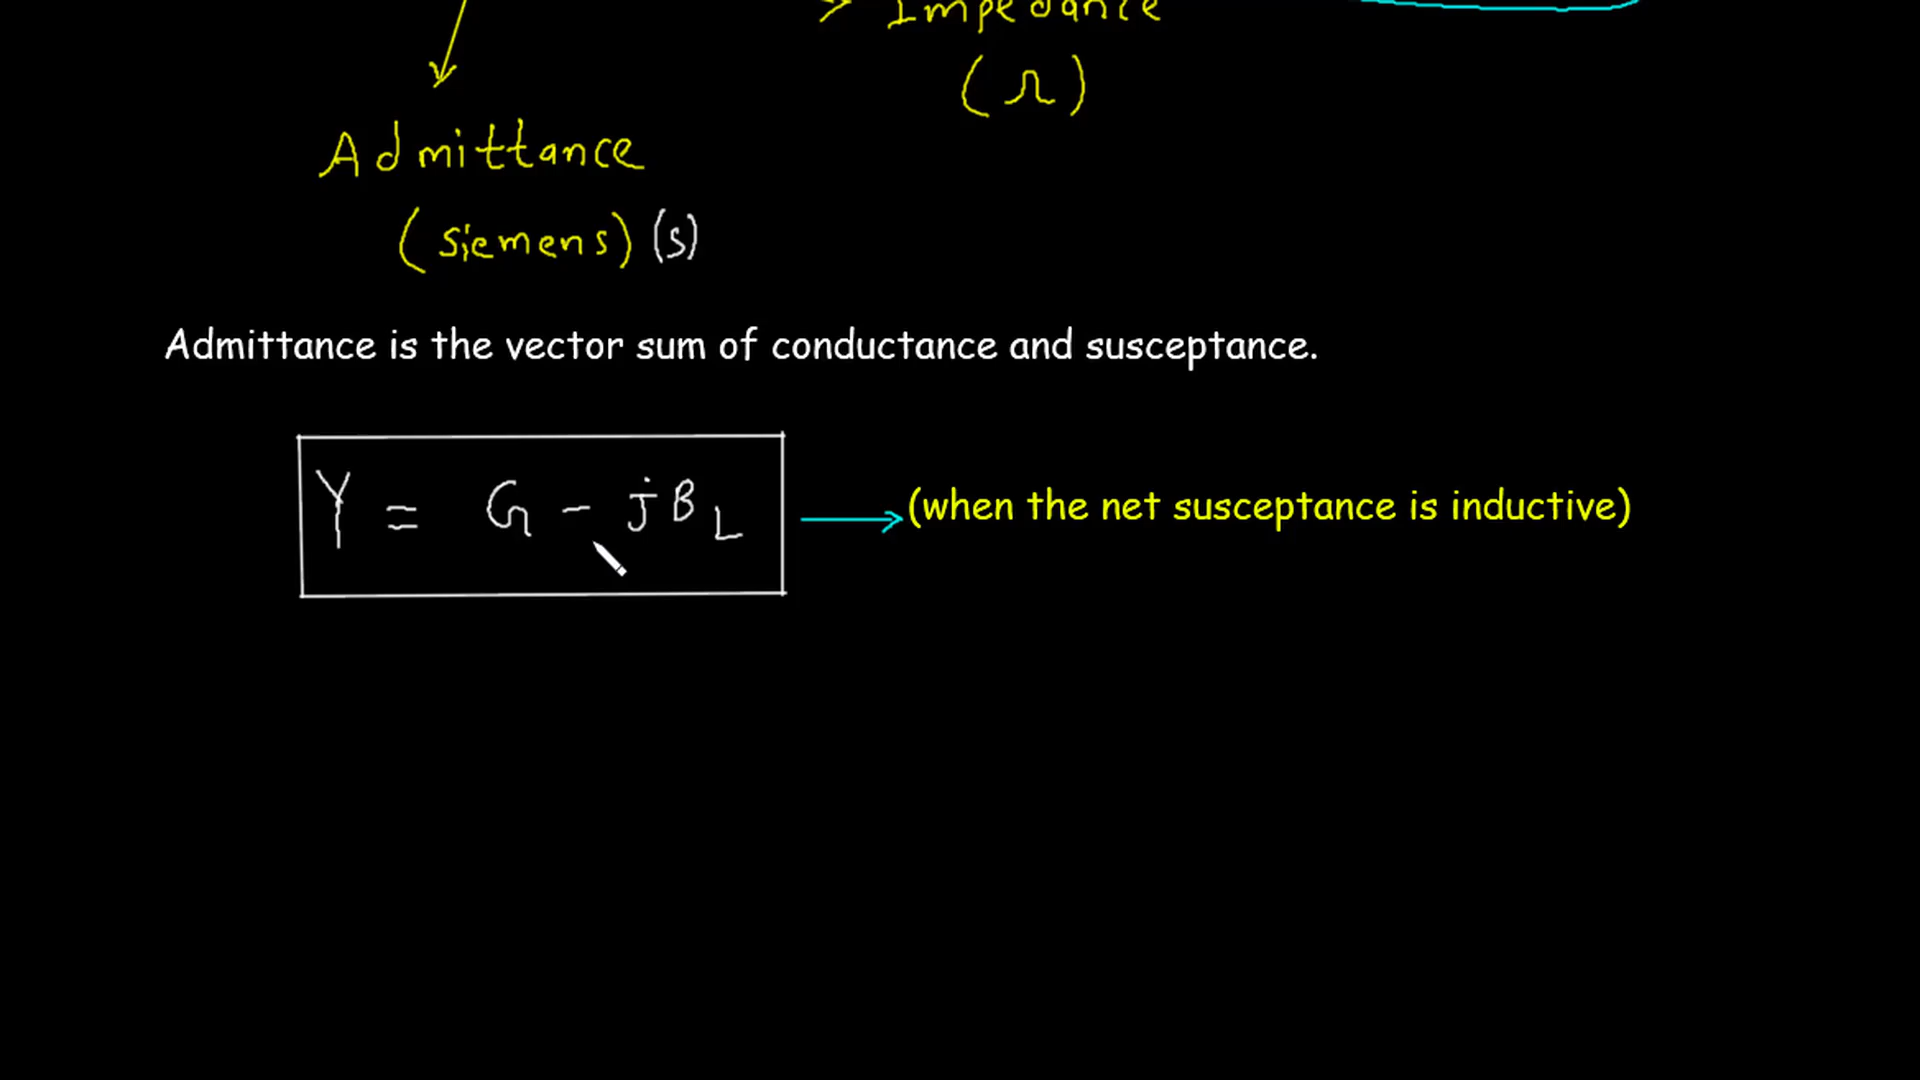 Impedance
(Ω)
Admittance
(siemens) (S)
Admittance is the vector sum of conductance and susceptance.
Y = G - jB_L
(when the net susceptance is inductive)